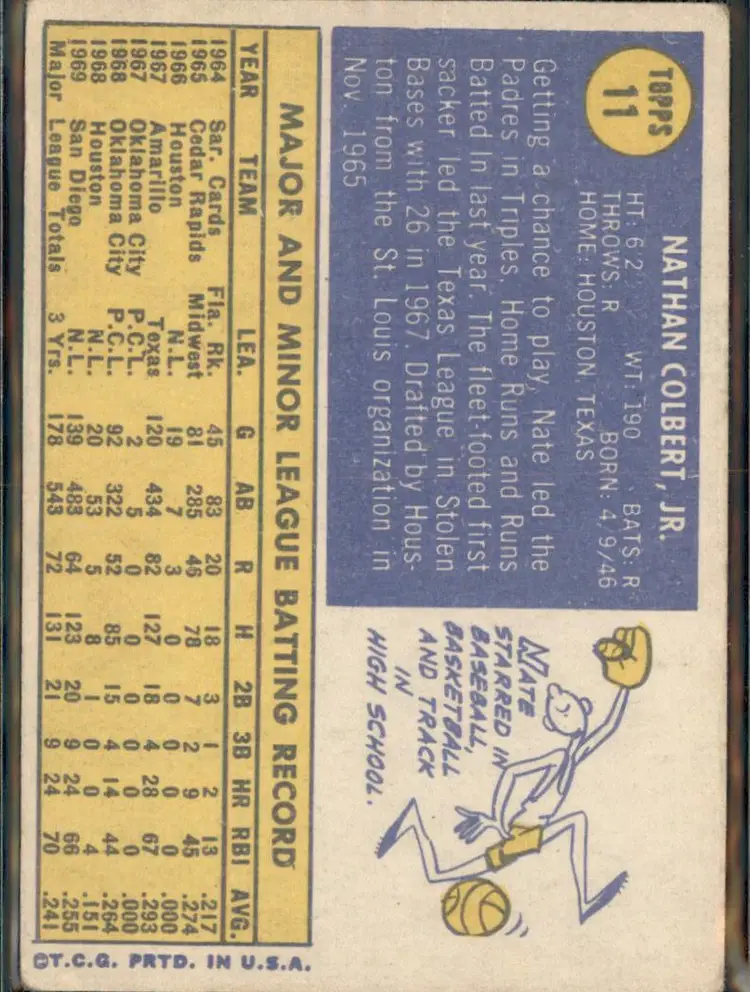 TOPPS
11
NATHAN COLBERT, JR.
HT: 6'2 WT: 190 BATS: R
THROWS: R BORN: 4/9/46
HOME: HOUSTON, TEXAS
Getting a chance to play, Nate led the
Padres in Triples, Home Runs and Runs
Batted In last year. The fleet-footed first
sacker led the Texas League in Stolen
Bases with 26 in 1967. Drafted by Hous-
ton from the St. Louis organization in
Nov. 1965
NATE
STARRED IN
BASEBALL,
BASKETBALL
AND TRACK
IN
HIGH SCHOOL.
MAJOR AND MINOR LEAGUE BATTING RECORD
YEAR TEAM LEA. G AB R H 2B 3B HR RBI AVG.
1964 Sar. Cards Fla. Rk. 45 83 20 18 3 1 2 13 .217
1965 Cedar Rapids Midwest 81 285 46 78 7 2 9 45 .274
1966 Houston N.L. 19 7 3 0 0 0 0 0 .000
1967 Amarillo Texas 120 434 82 127 18 4 28 67 .293
1967 Oklahoma City P.C.L. 2 5 0 0 0 0 0 0 .000
1968 Oklahoma City P.C.L. 92 322 52 85 15 4 14 44 .264
1968 Houston N.L. 20 53 5 8 1 0 0 4 .151
1969 San Diego N.L. 139 483 64 123 20 9 24 66 .255
Major League Totals 3 Yrs. 178 543 72 131 21 9 24 70 .241
©T.C.G. PRTD. IN U.S.A.